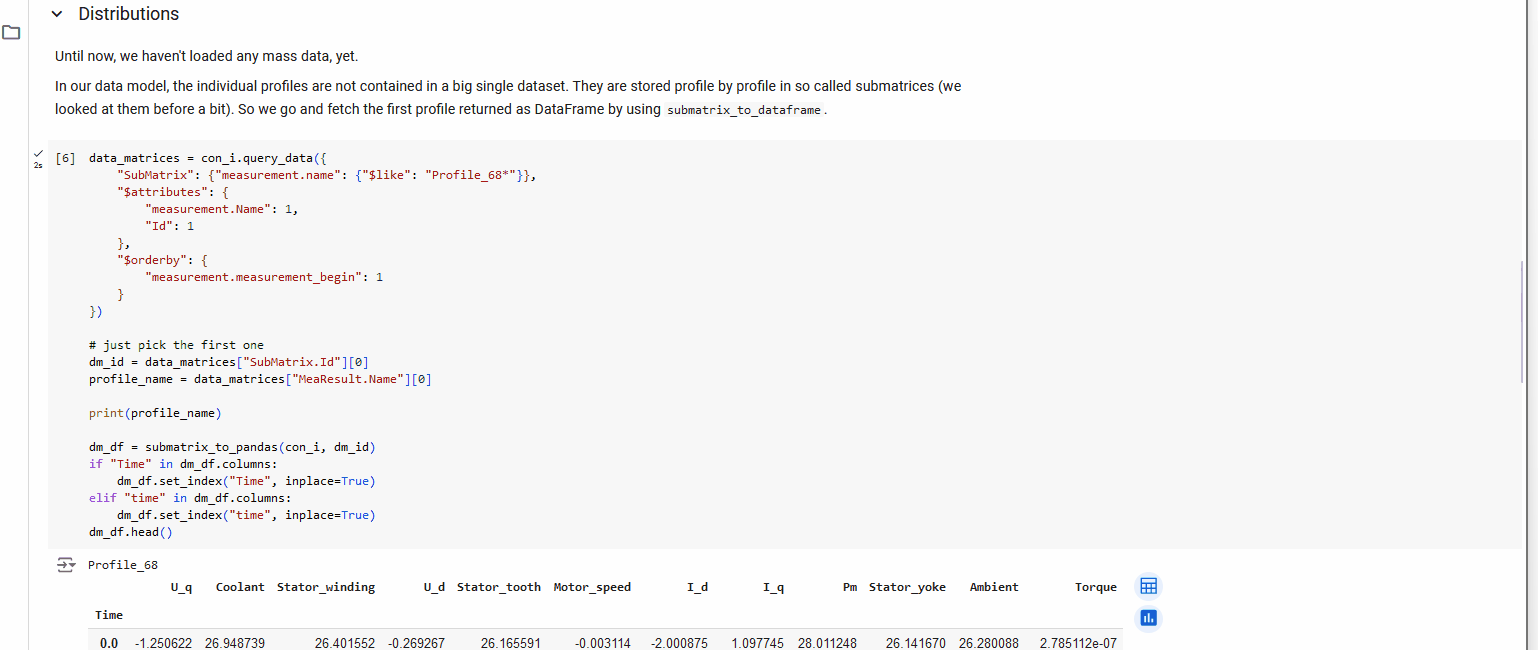 Distributions
Until now, we haven't loaded any mass data, yet.
In our data model, the individual profiles are not contained in a big single dataset. They are stored profile by profile in so called submatrices (we
looked at them before a bit). So we go and fetch the first profile returned as DataFrame by using submatrix_to_dataframe.
2s
[6] data_matrices = con_i.query_data({
    "SubMatrix": {"measurement.name": {"$like": "Profile_68*"}},
    "$attributes": {
        "measurement.Name": 1,
        "Id": 1
    },
    "$orderby": {
        "measurement.measurement_begin": 1
    }
})
# just pick the first one
dm_id = data_matrices["SubMatrix.Id"][0]
profile_name = data_matrices["MeaResult.Name"][0]
print(profile_name)
dm_df = submatrix_to_pandas(con_i, dm_id)
if "Time" in dm_df.columns:
    dm_df.set_index("Time", inplace=True)
elif "time" in dm_df.columns:
    dm_df.set_index("time", inplace=True)
dm_df.head()
Profile_68
U_q Coolant Stator_winding U_d Stator_tooth Motor_speed I_d I_q Pm Stator_yoke Ambient Torque
Time
0.0 -1.250622 26.948739 26.401552 -0.269267 26.165591 -0.003114 -2.000875 1.097745 28.011248 26.141670 26.280088 2.785112e-07